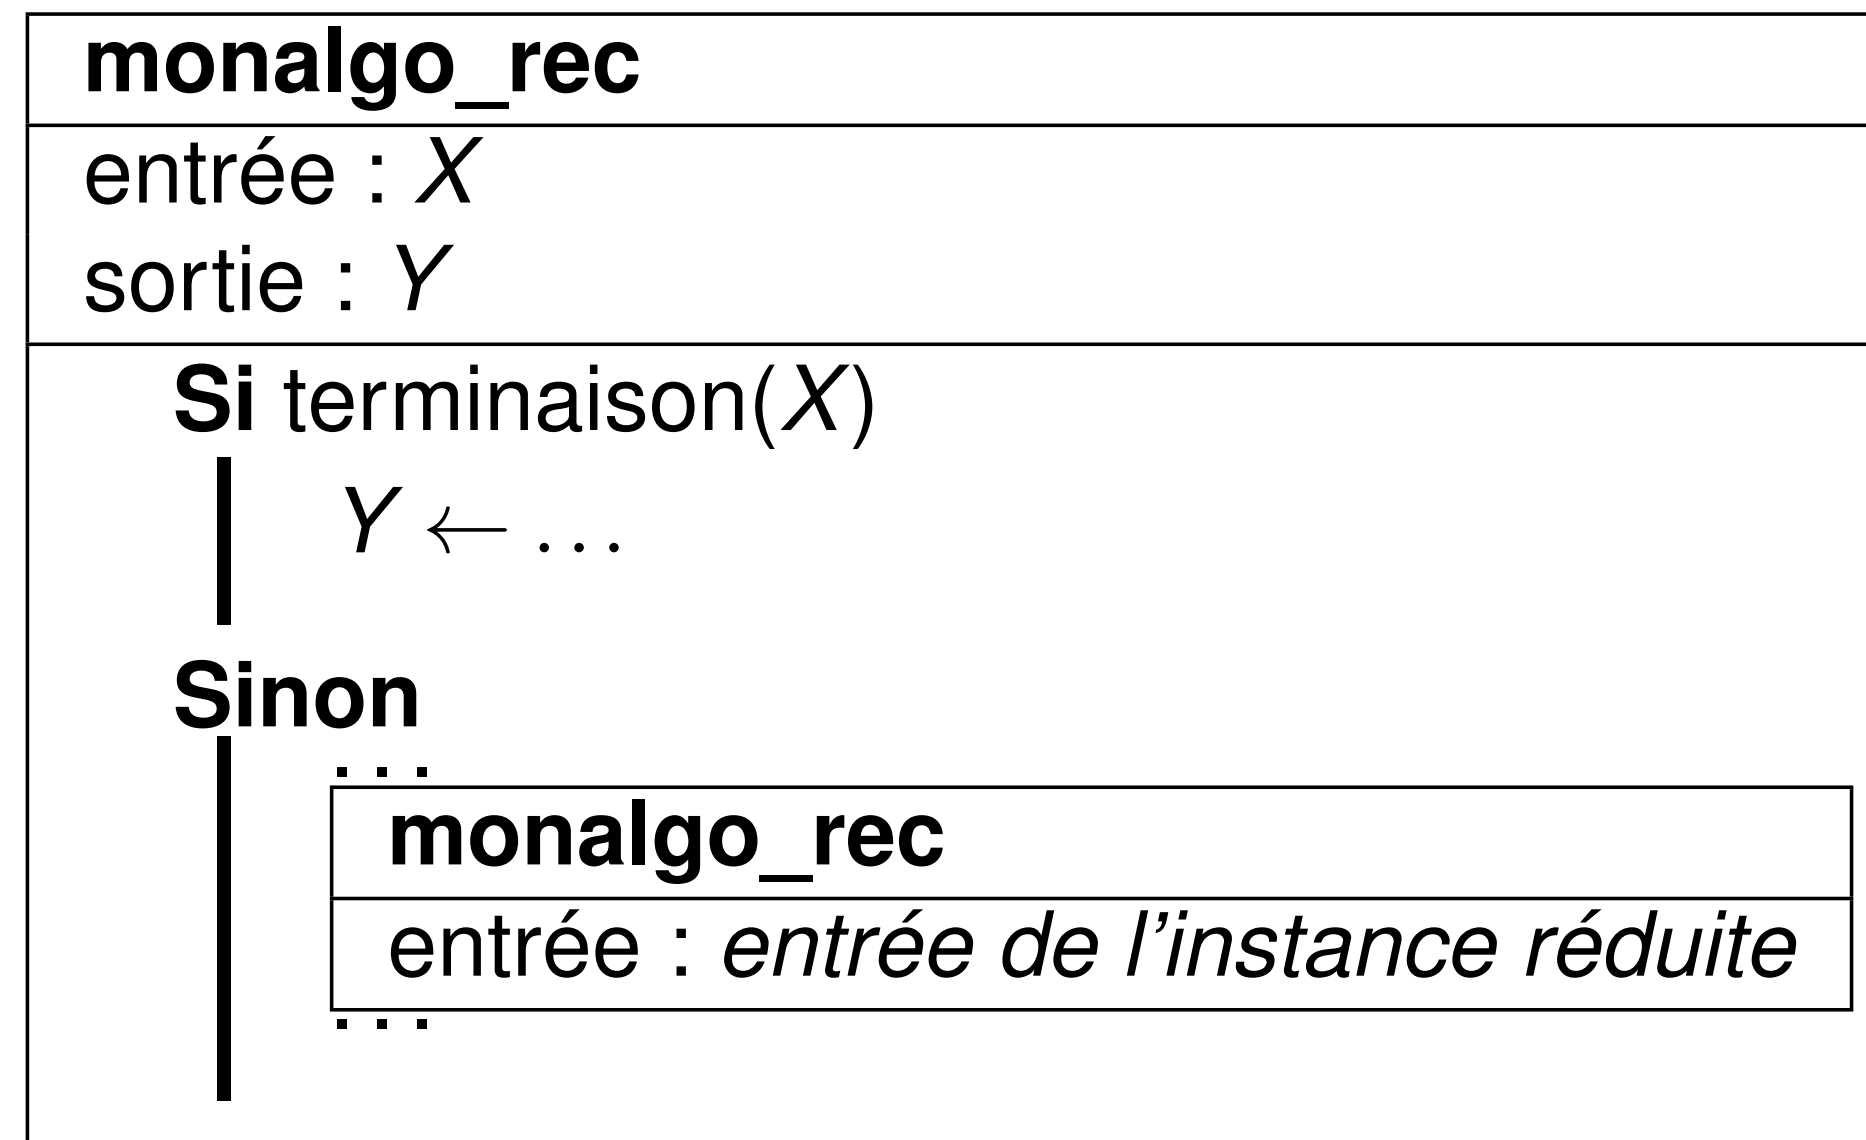 monalgo_rec
entrée : X
sortie : Y
Si terminaison(X)
Y ← ...
Sinon
...
monalgo_rec
entrée : entrée de l'instance réduite
...